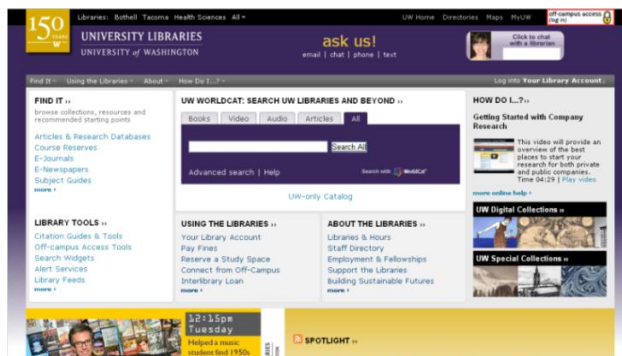 150
YEARS
W
Libraries: Bothell Tacoma Health Sciences All
UW Home Directories Maps MyUW
off-campus access
(log in)
UNIVERSITY LIBRARIES
UNIVERSITY of WASHINGTON
ask us!
email | chat | phone | text
Click to chat
with a librarian
Find It Using the Libraries About How Do I...?
Log into Your Library Account
FIND IT ››
browse collections, resources and
recommended starting points
Articles & Research Databases
Course Reserves
E-Journals
E-Newspapers
Subject Guides
more ›
UW WORLDCAT: SEARCH UW LIBRARIES AND BEYOND ››
Books Video Audio Articles All
Search All
Advanced search | Help
Search with WorldCat
UW-only Catalog
HOW DO I...? ››
Getting Started with Company
Research
This video will provide an
overview of the best
places to start your
research for both private
and public companies.
Time 04:29 | Play video
more online help ›
UW Digital Collections ››
UW Special Collections ››
LIBRARY TOOLS ››
Citation Guides & Tools
Off-campus Access Tools
Search Widgets
Alert Services
Library Feeds
more ›
USING THE LIBRARIES ››
Your Library Account
Pay Fines
Reserve a Study Space
Connect from Off-Campus
Interlibrary Loan
more ›
ABOUT THE LIBRARIES ››
Libraries & Hours
Staff Directory
Employment & Fellowships
Support the Libraries
Building Sustainable Futures
more ›
12:15pm
Tuesday
Helped a music
student find 1950s
SPOTLIGHT ››